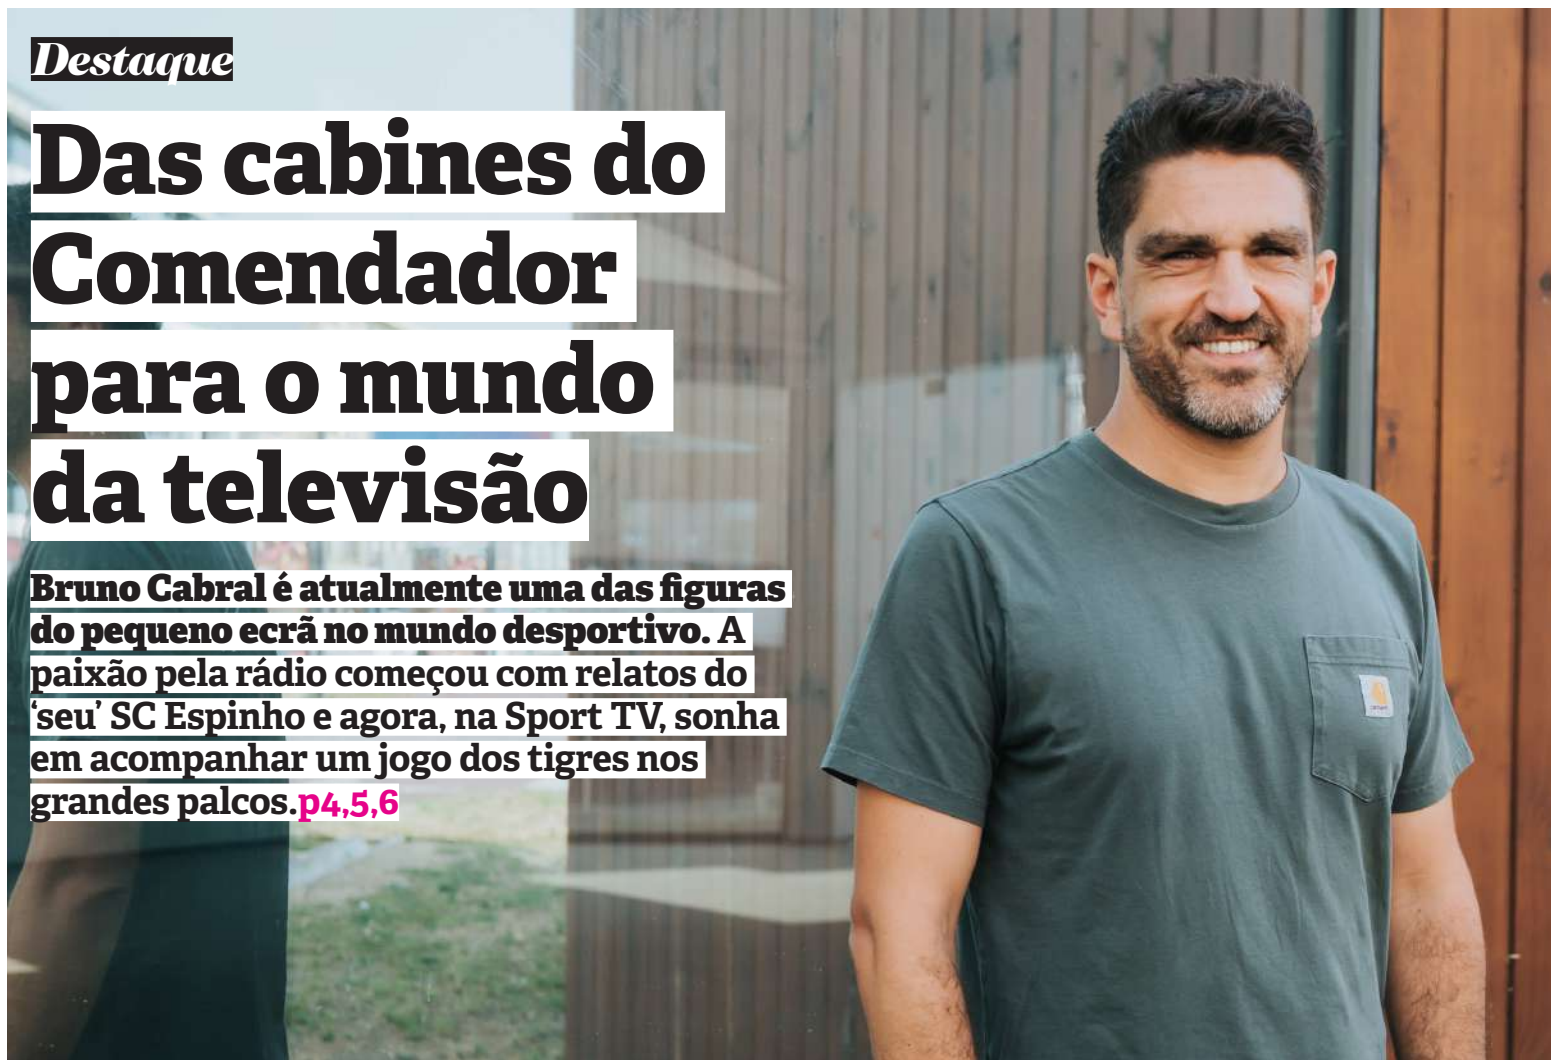 Destaque
Das cabines do
Comendador
para o mundo
da televisão
Bruno Cabral é atualmente uma das figuras
do pequeno ecrã no mundo desportivo. A
paixão pela rádio começou com relatos do
‘seu’ SC Espinho e agora, na Sport TV, sonha
em acompanhar um jogo dos tigres nos
grandes palcos.p4,5,6